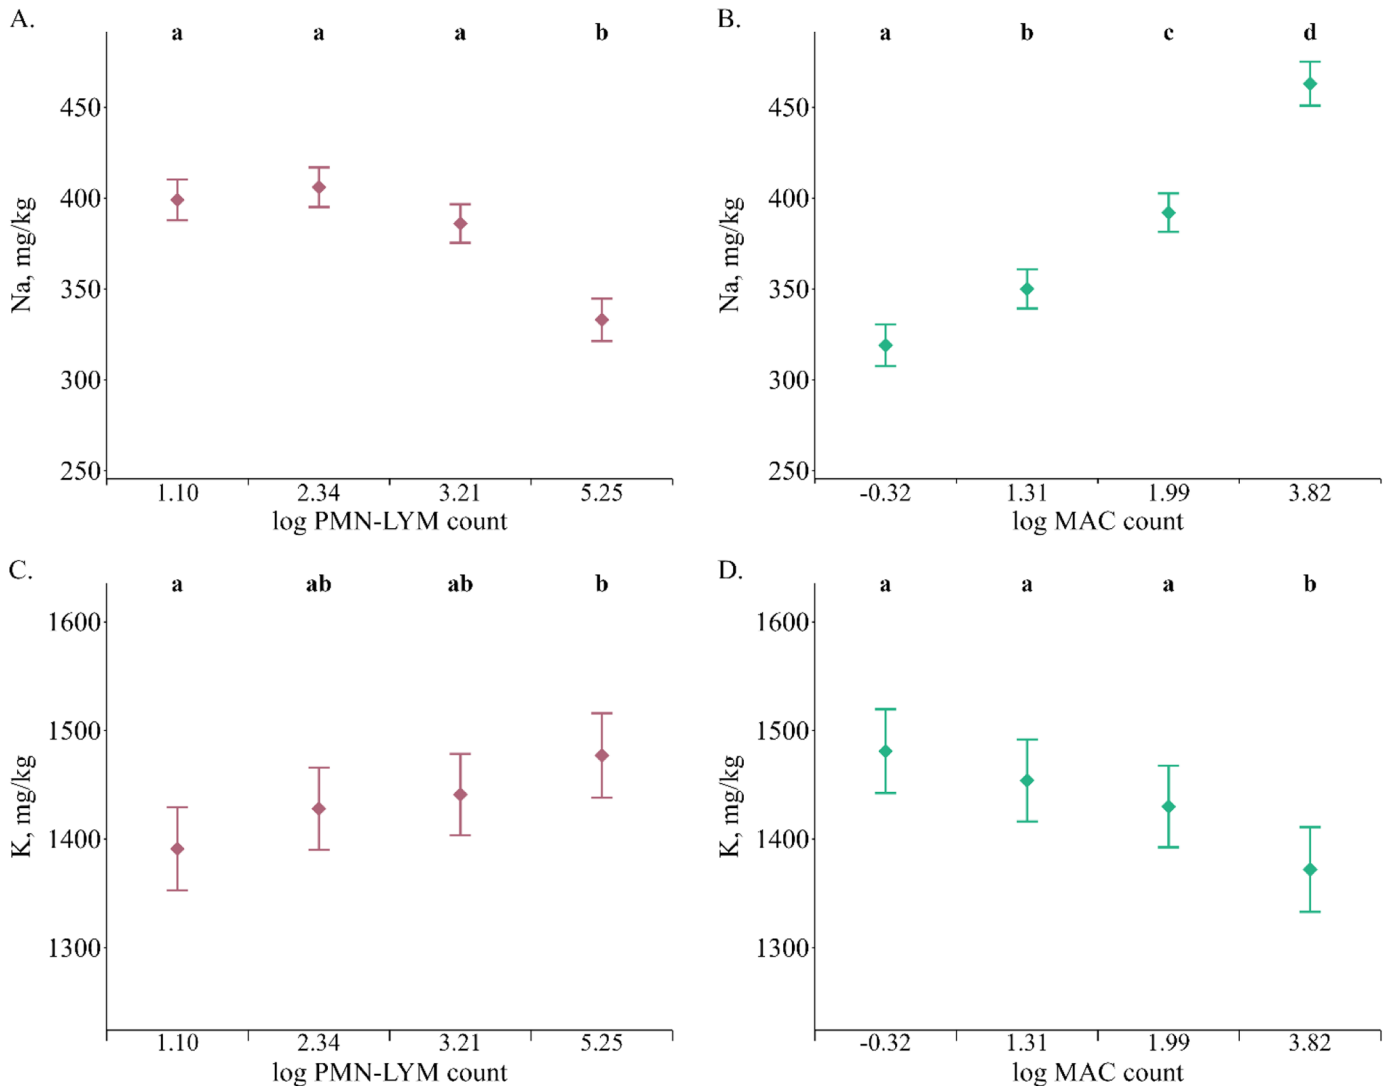 A.
a a a b
450
400
350
300
250
Na, mg/kg
1.10 2.34 3.21 5.25
log PMN-LYM count
B.
a b c d
450
400
350
300
250
Na, mg/kg
-0.32 1.31 1.99 3.82
log MAC count
C.
a ab ab b
1600
1500
1400
1300
K, mg/kg
1.10 2.34 3.21 5.25
log PMN-LYM count
D.
a a a b
1600
1500
1400
1300
K, mg/kg
-0.32 1.31 1.99 3.82
log MAC count